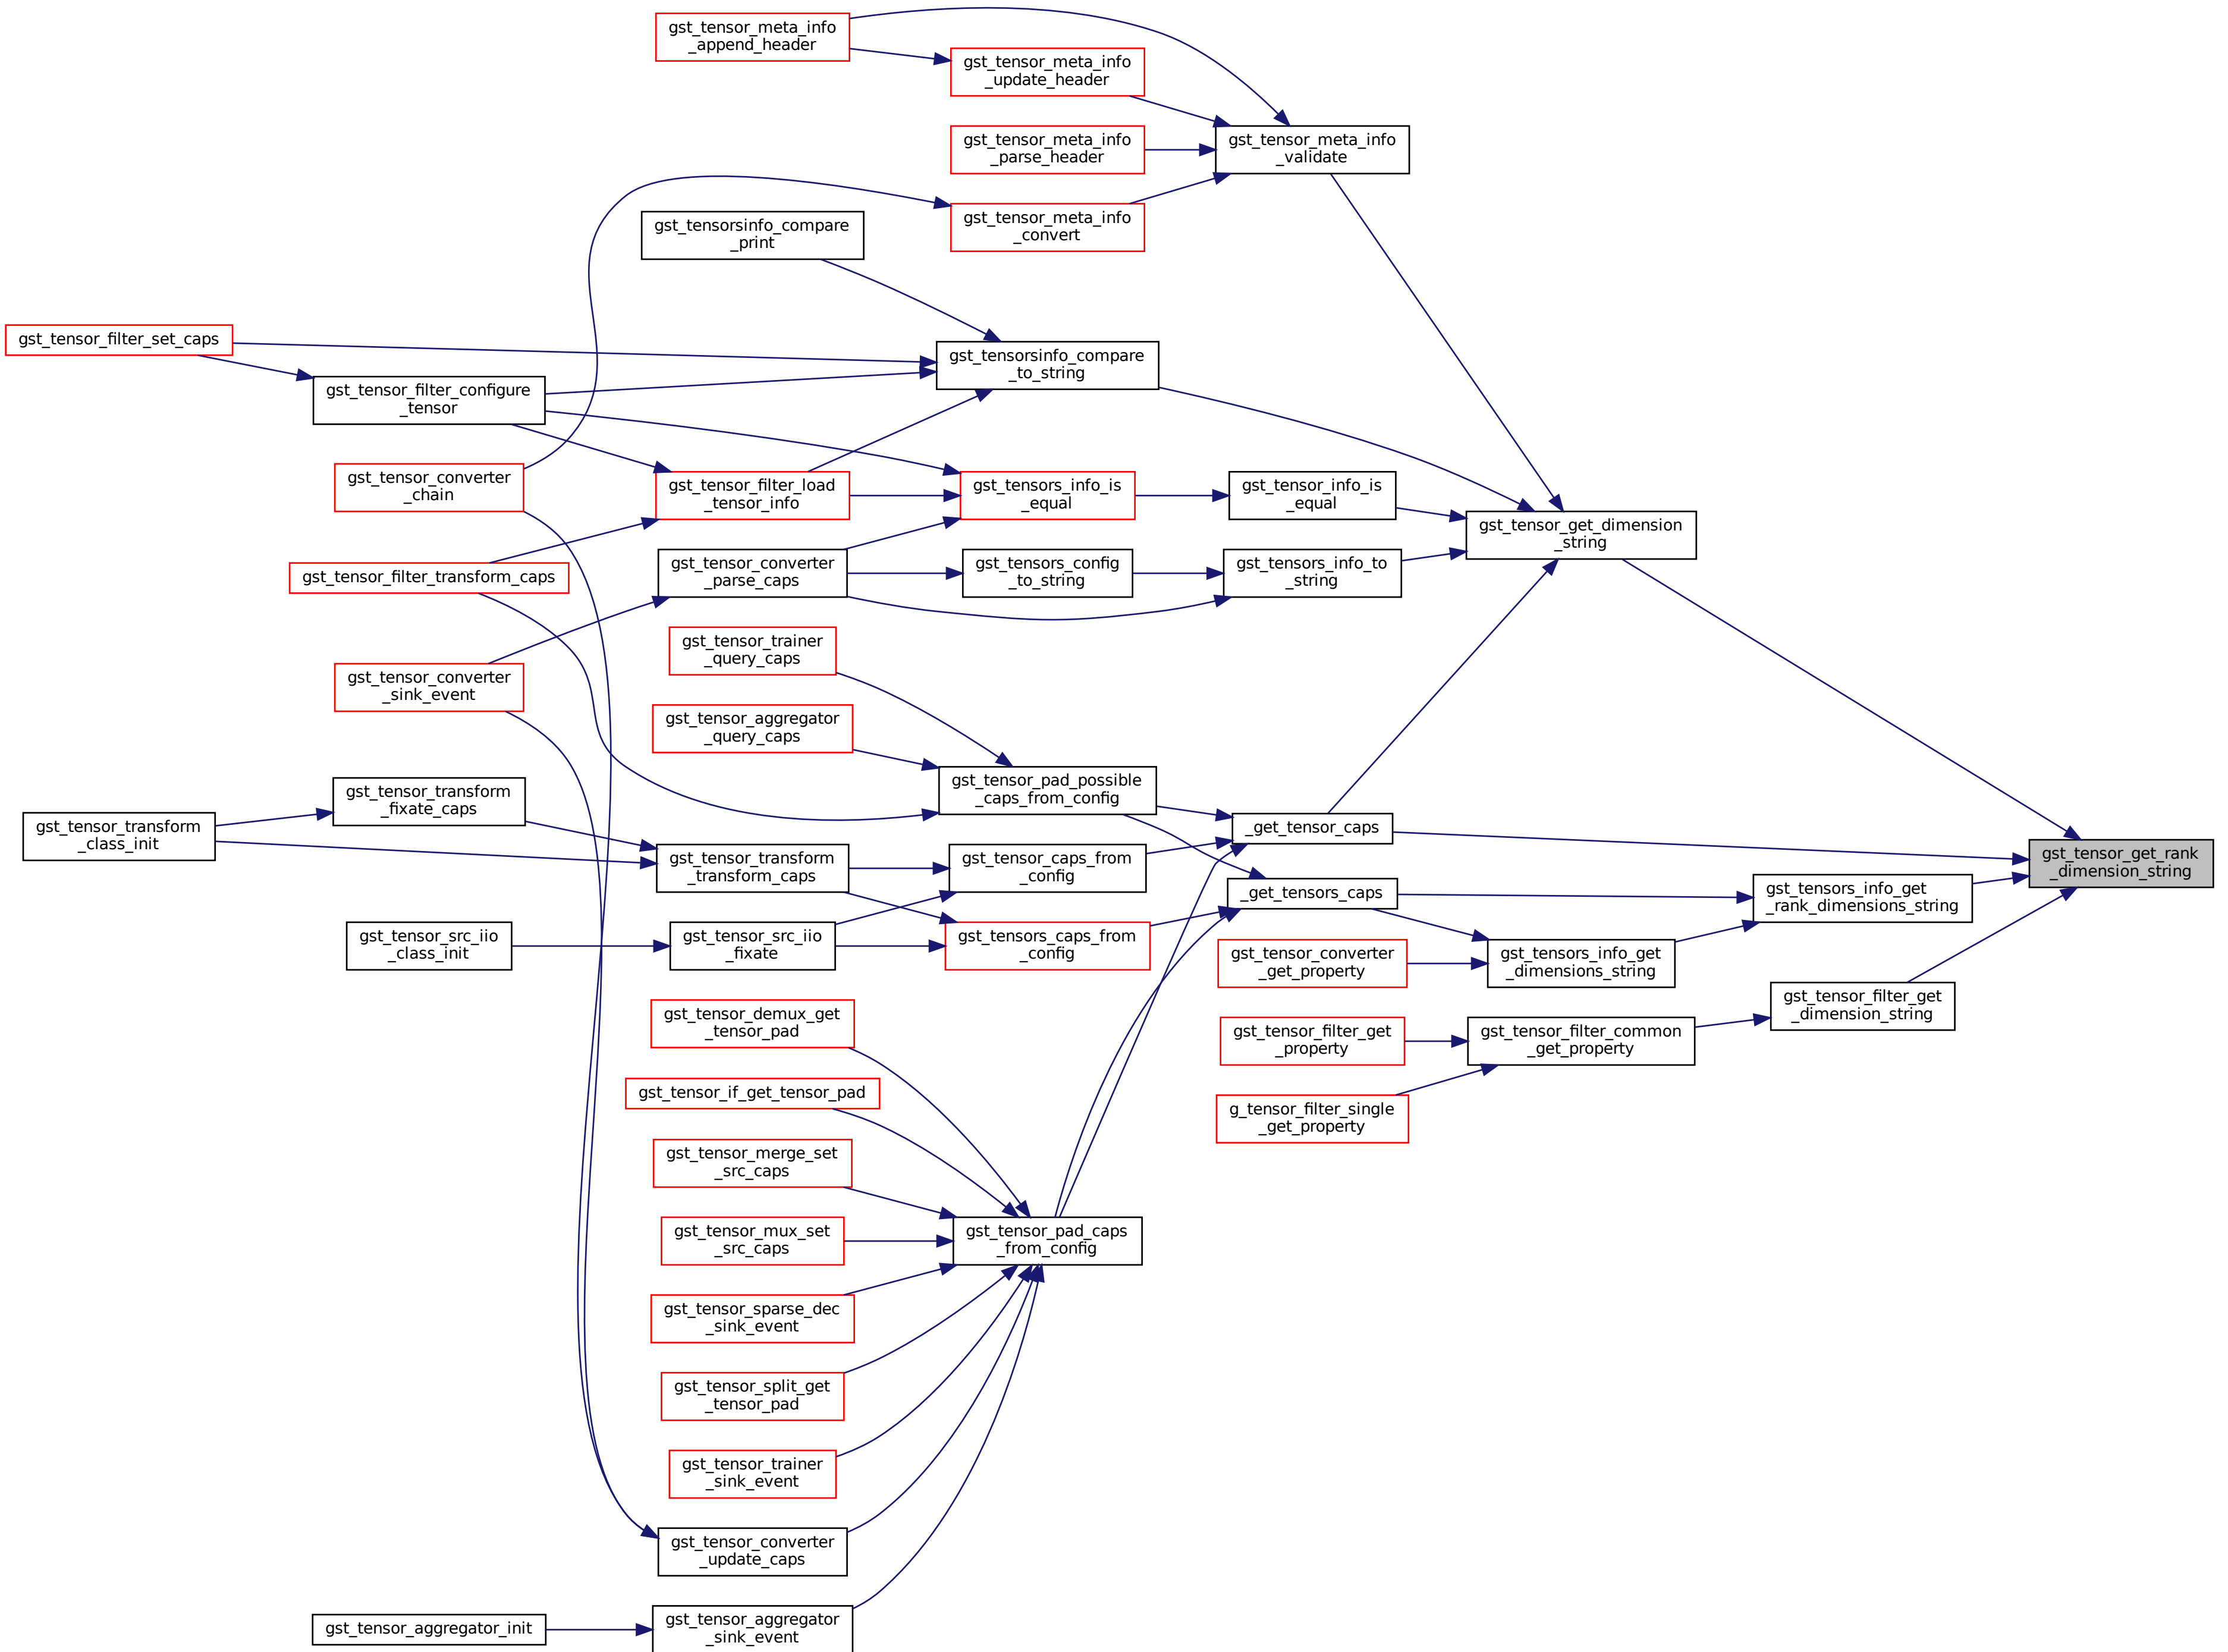 gst_tensor_meta_info
_append_header
gst_tensor_meta_info
_update_header
gst_tensor_meta_info
_parse_header
gst_tensor_meta_info
_validate
gst_tensor_meta_info
_convert
gst_tensorsinfo_compare
_print
gst_tensor_filter_set_caps
gst_tensorsinfo_compare
_to_string
gst_tensor_filter_configure
_tensor
gst_tensor_converter
_chain
gst_tensor_filter_load
_tensor_info
gst_tensors_info_is
_equal
gst_tensor_info_is
_equal
gst_tensor_get_dimension
_string
gst_tensor_filter_transform_caps
gst_tensor_converter
_parse_caps
gst_tensors_config
_to_string
gst_tensors_info_to
_string
gst_tensor_trainer
_query_caps
gst_tensor_converter
_sink_event
gst_tensor_aggregator
_query_caps
gst_tensor_pad_possible
_caps_from_config
gst_tensor_transform
_fixate_caps
gst_tensor_transform
_class_init
_get_tensor_caps
gst_tensor_get_rank
_dimension_string
gst_tensor_transform
_transform_caps
gst_tensor_caps_from
_config
_get_tensors_caps
gst_tensors_info_get
_rank_dimensions_string
gst_tensor_src_iio
_class_init
gst_tensor_src_iio
_fixate
gst_tensors_caps_from
_config
gst_tensor_converter
_get_property
gst_tensors_info_get
_dimensions_string
gst_tensor_filter_get
_dimension_string
gst_tensor_demux_get
_tensor_pad
gst_tensor_filter_get
_property
gst_tensor_filter_common
_get_property
gst_tensor_if_get_tensor_pad
g_tensor_filter_single
_get_property
gst_tensor_merge_set
_src_caps
gst_tensor_mux_set
_src_caps
gst_tensor_pad_caps
_from_config
gst_tensor_sparse_dec
_sink_event
gst_tensor_split_get
_tensor_pad
gst_tensor_trainer
_sink_event
gst_tensor_converter
_update_caps
gst_tensor_aggregator_init
gst_tensor_aggregator
_sink_event